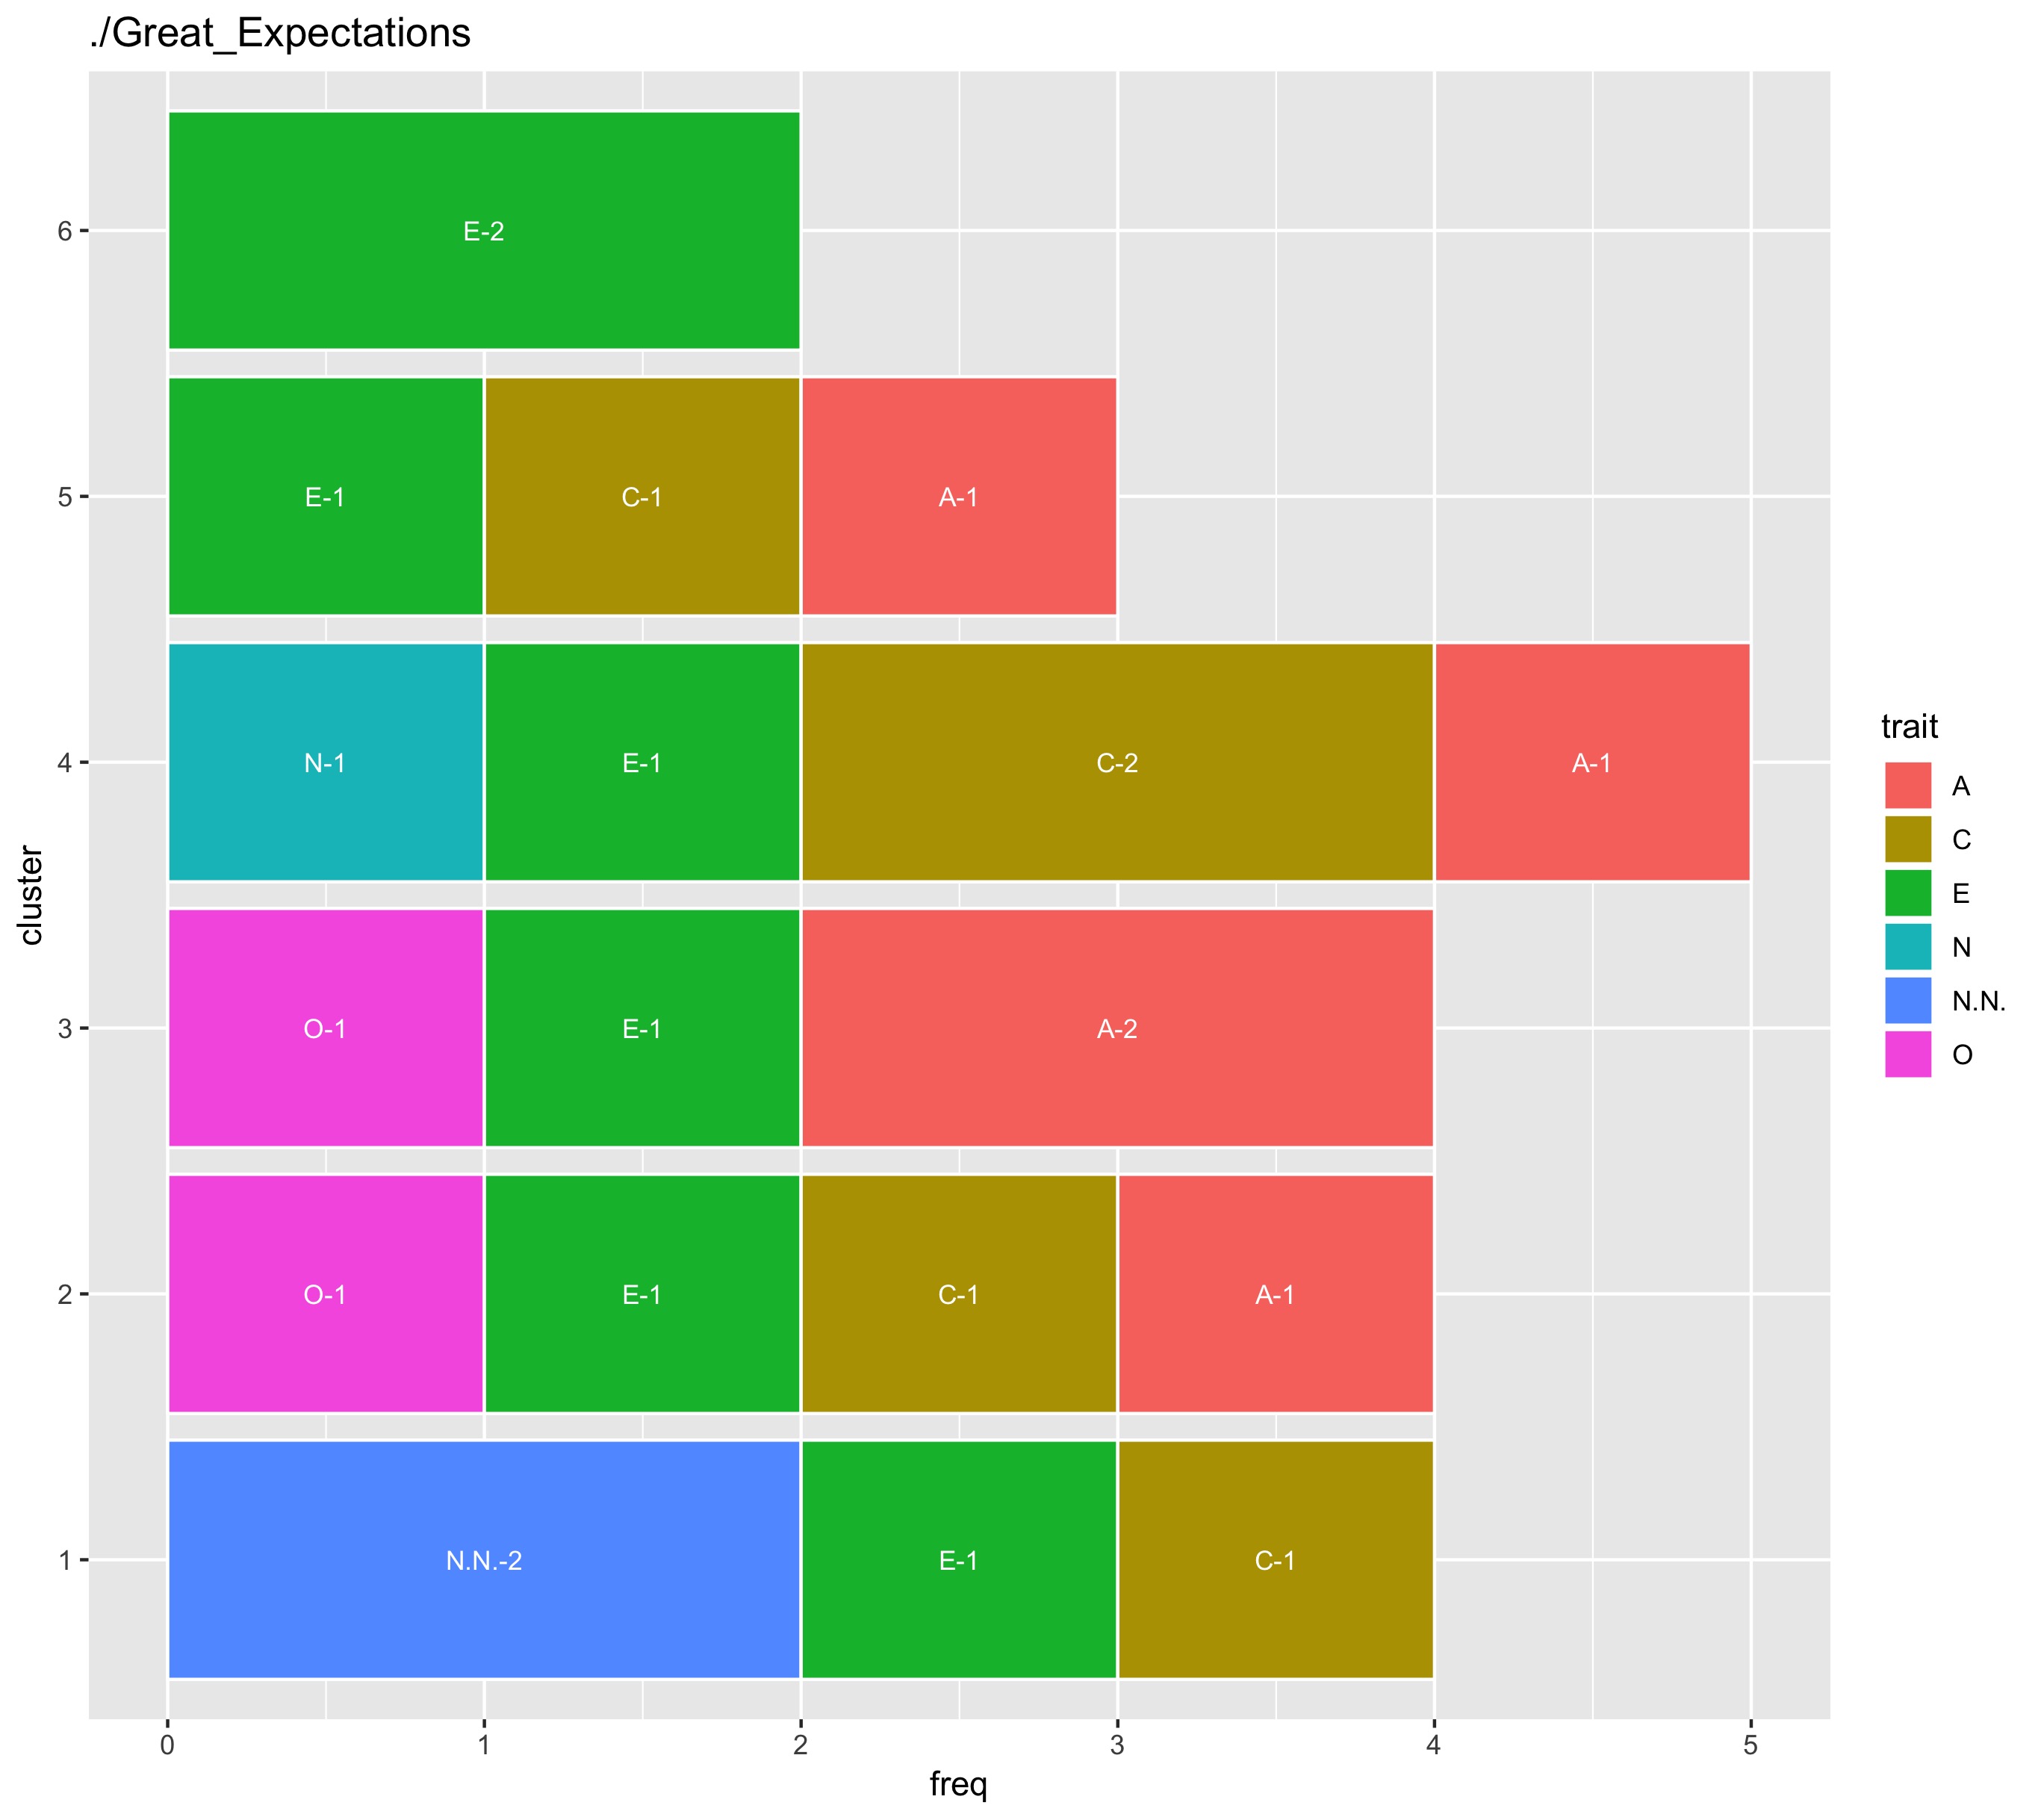 ./Great_Expectations
6
E-2
5
E-1 C-1 A-1
4
N-1 E-1 C-2 A-1
3
O-1 E-1 A-2
2
O-1 E-1 C-1 A-1
1
N.N.-2 E-1 C-1
0 1 2 3 4 5
freq
cluster
trait
A
C
E
N
N.N.
O